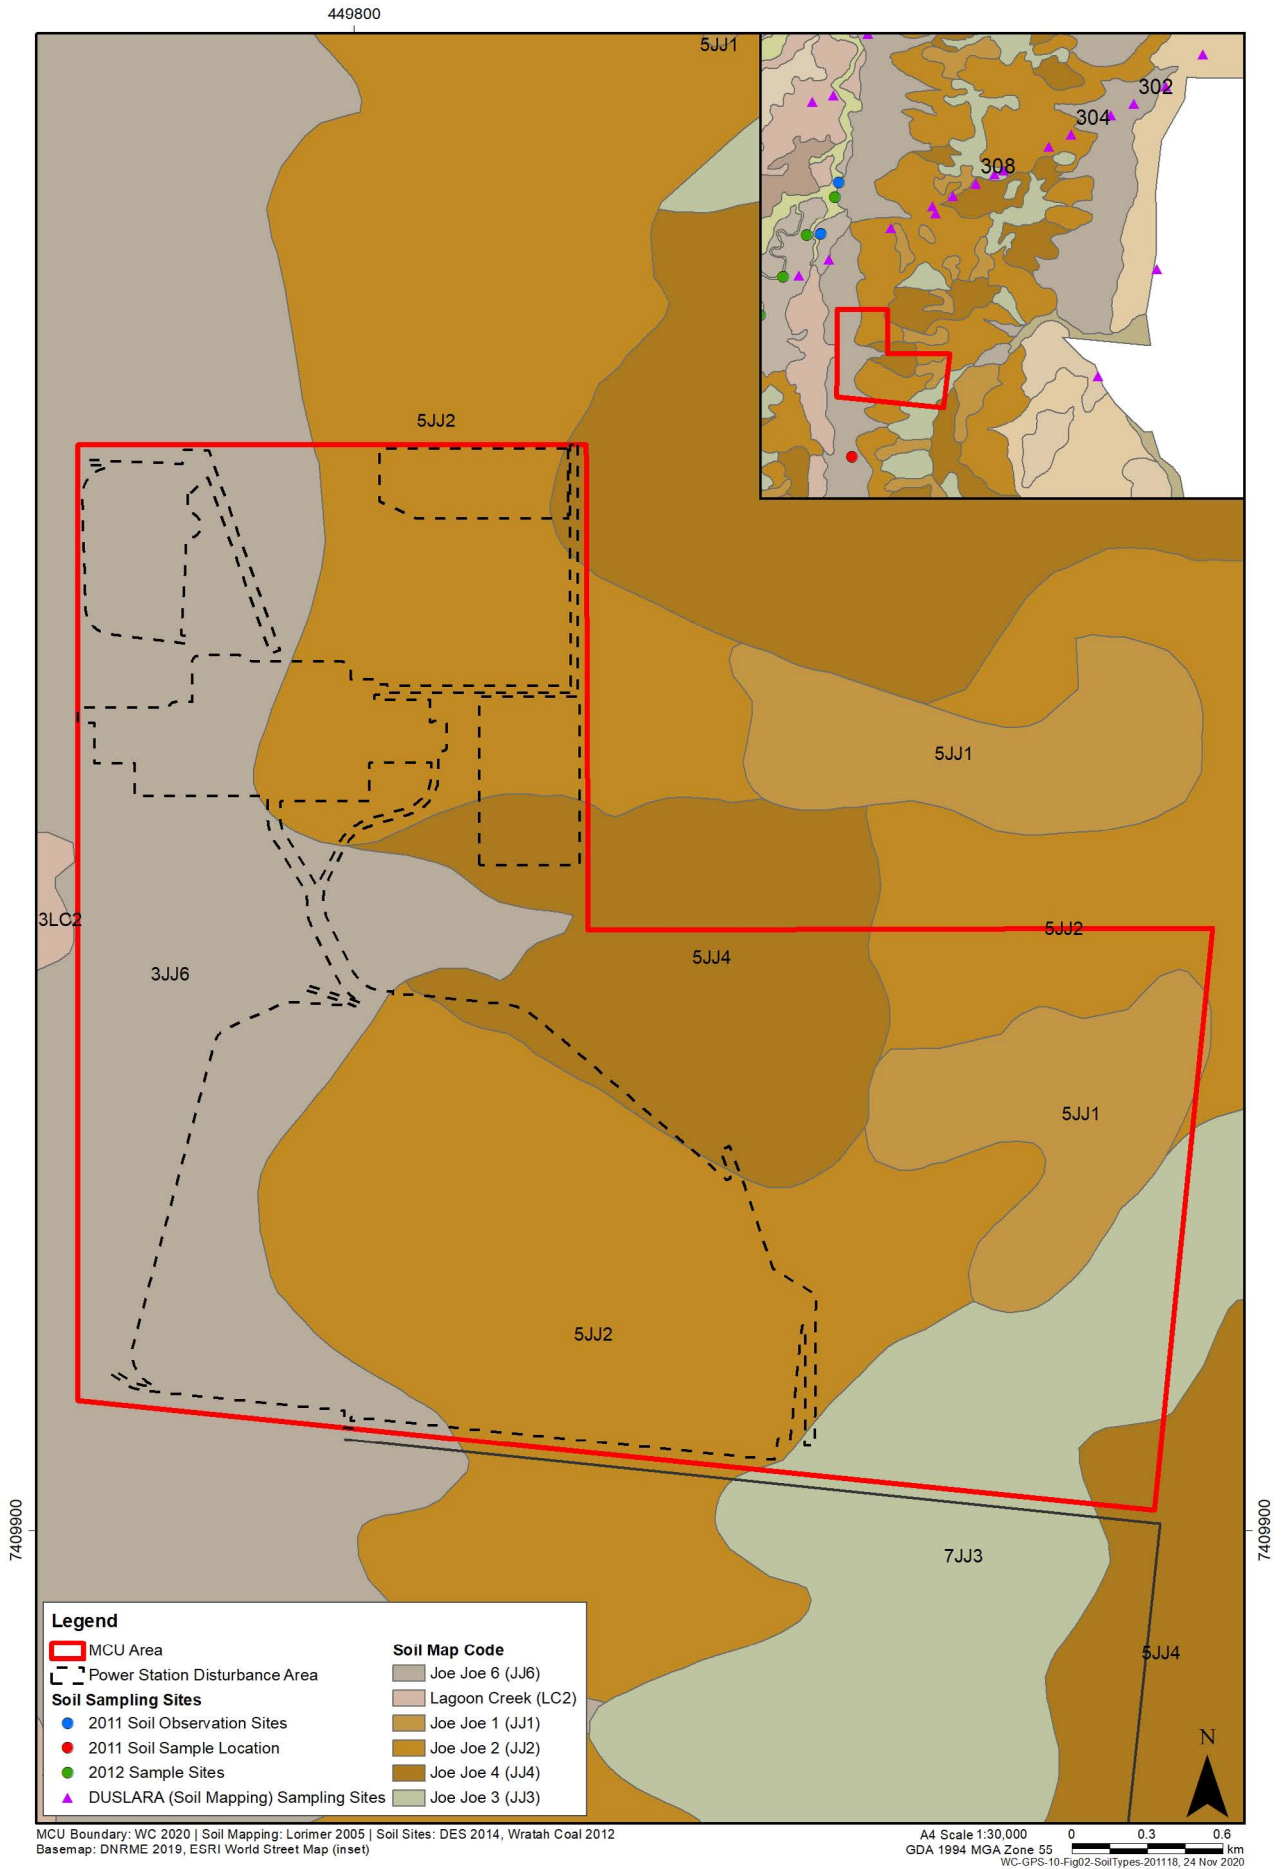 449800
5JJ1
302
304
308
5JJ2
5JJ1
3LC2
5JJ2
5JJ4
3JJ6
5JJ1
5JJ2
7409900
7409900
7JJ3
5JJ4
Legend
MCU Area
Power Station Disturbance Area
Soil Sampling Sites
2011 Soil Observation Sites
2011 Soil Sample Location
2012 Sample Sites
DUSLARA (Soil Mapping) Sampling Sites
Soil Map Code
Joe Joe 6 (JJ6)
Lagoon Creek (LC2)
Joe Joe 1 (JJ1)
Joe Joe 2 (JJ2)
Joe Joe 4 (JJ4)
Joe Joe 3 (JJ3)
N
MCU Boundary: WC 2020 | Soil Mapping: Lorimer 2005 | Soil Sites: DES 2014, Wratah Coal 2012
Basemap: DNRME 2019, ESRI World Street Map (inset)
A4 Scale 1:30,000
GDA 1994 MGA Zone 55
0 0.3 0.6
km
WC-GPS-10-Fig02-SoilTypes-201118, 24 Nov 2020